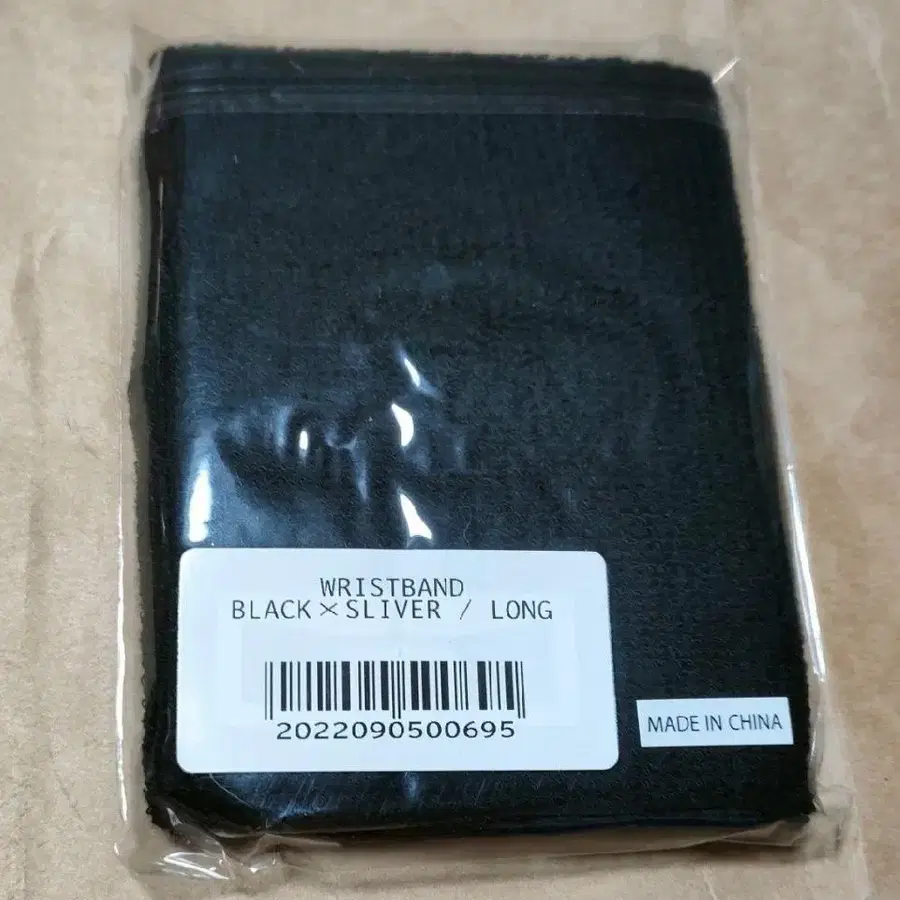 WRISTBAND
BLACK×SLIVER / LONG
2022090500695
MADE IN CHINA